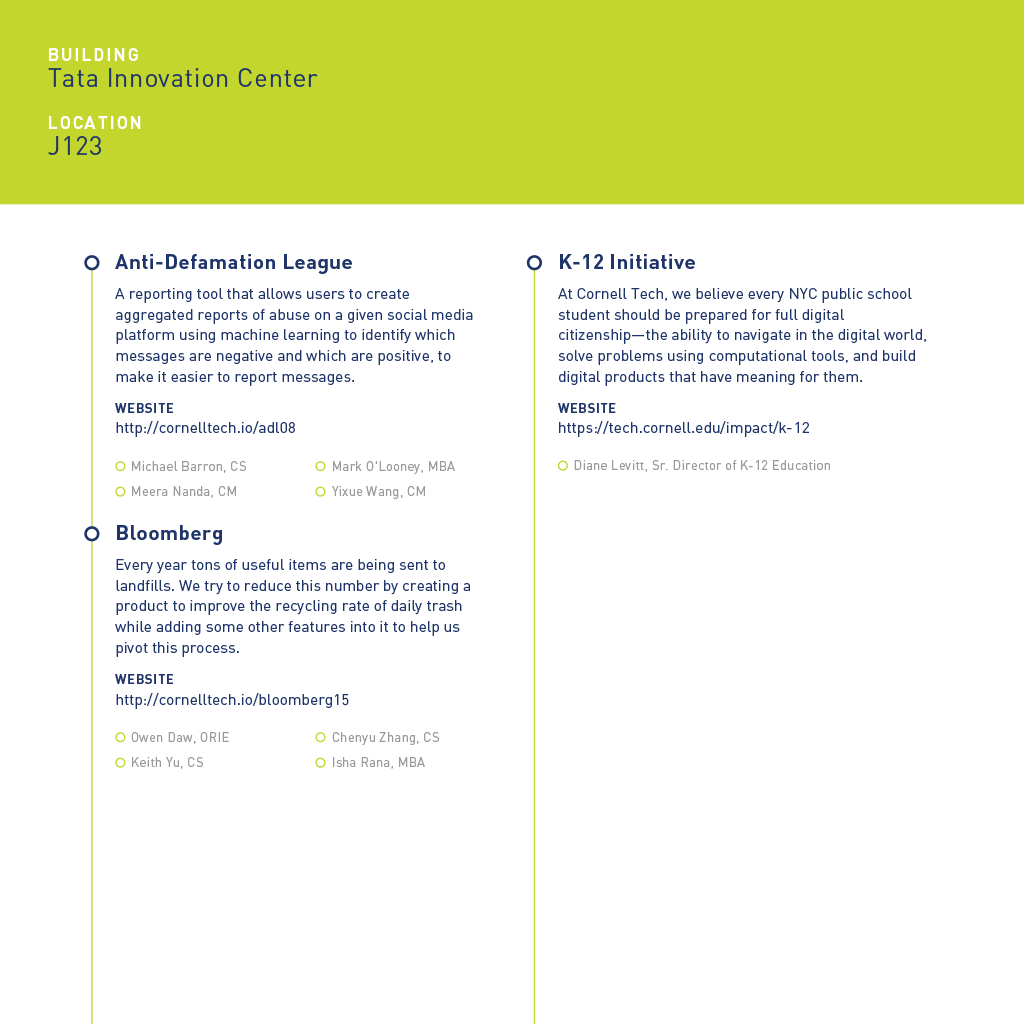 BUILDING
Tata Innovation Center
LOCATION
J123
Anti-Defamation League
A reporting tool that allows users to create
aggregated reports of abuse on a given social media
platform using machine learning to identify which
messages are negative and which are positive, to
make it easier to report messages.
WEBSITE
http://cornelltech.io/adl08
Michael Barron, CS
Mark O'Looney, MBA
Meera Nanda, CM
Yixue Wang, CM
Bloomberg
Every year tons of useful items are being sent to
landfills. We try to reduce this number by creating a
product to improve the recycling rate of daily trash
while adding some other features into it to help us
pivot this process.
WEBSITE
http://cornelltech.io/bloomberg15
Owen Daw, ORIE
Chenyu Zhang, CS
Keith Yu, CS
Isha Rana, MBA
K-12 Initiative
At Cornell Tech, we believe every NYC public school
student should be prepared for full digital
citizenship—the ability to navigate in the digital world,
solve problems using computational tools, and build
digital products that have meaning for them.
WEBSITE
https://tech.cornell.edu/impact/k-12
Diane Levitt, Sr. Director of K-12 Education